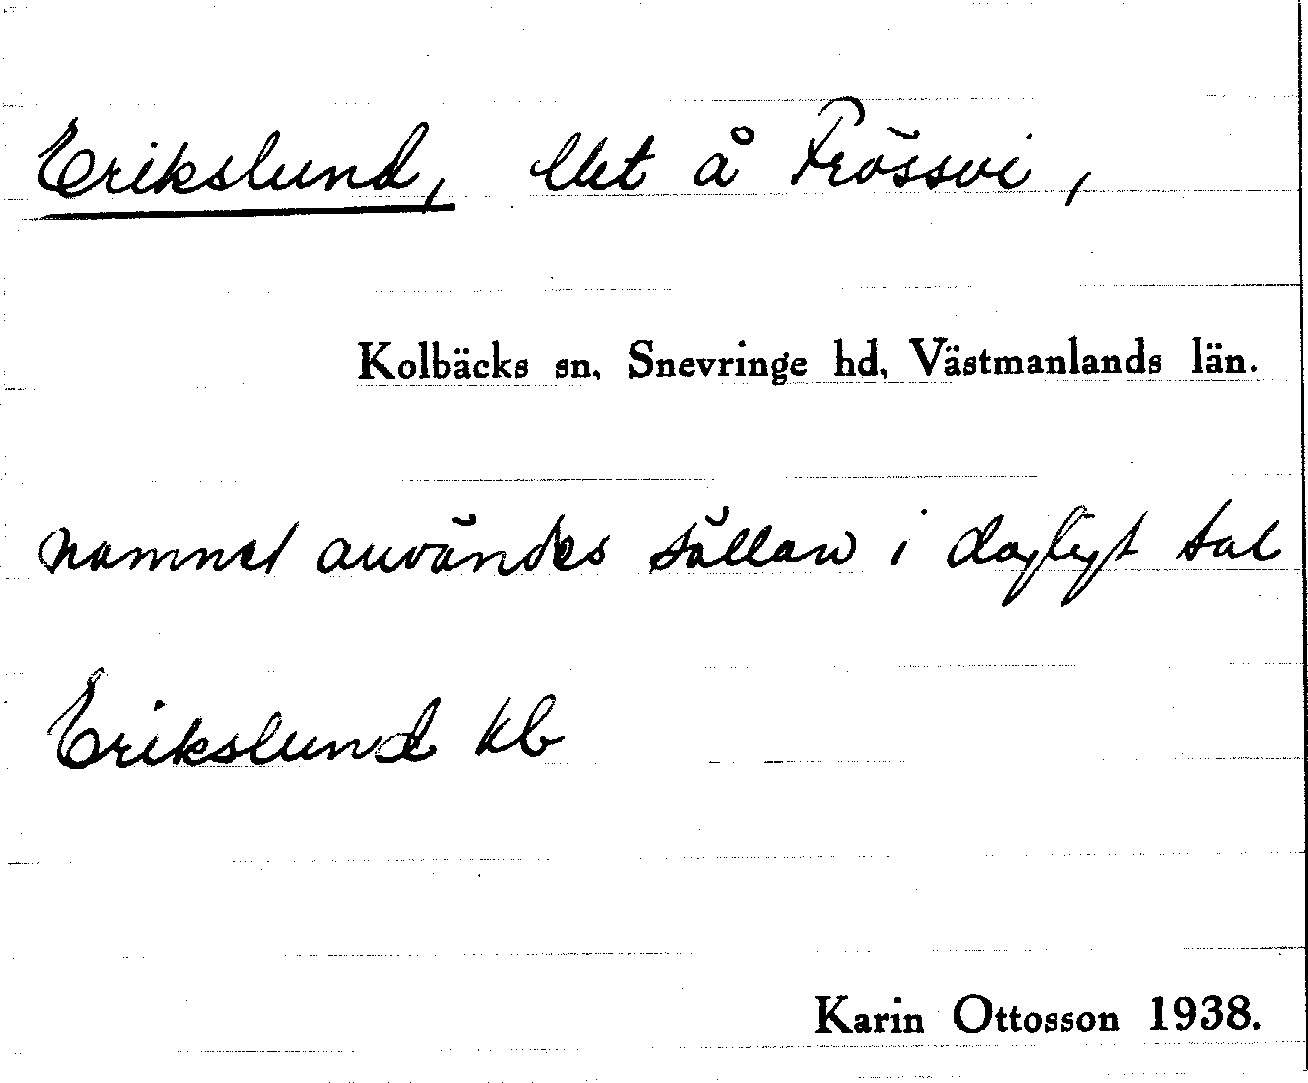 Erikslund, lht å Frössvi,
Kolbäcks sn, Snevringe hd, Västmanlands län.
namnet användes sällan i dagligt tal
Erikslund kb
Karin Ottosson 1938.